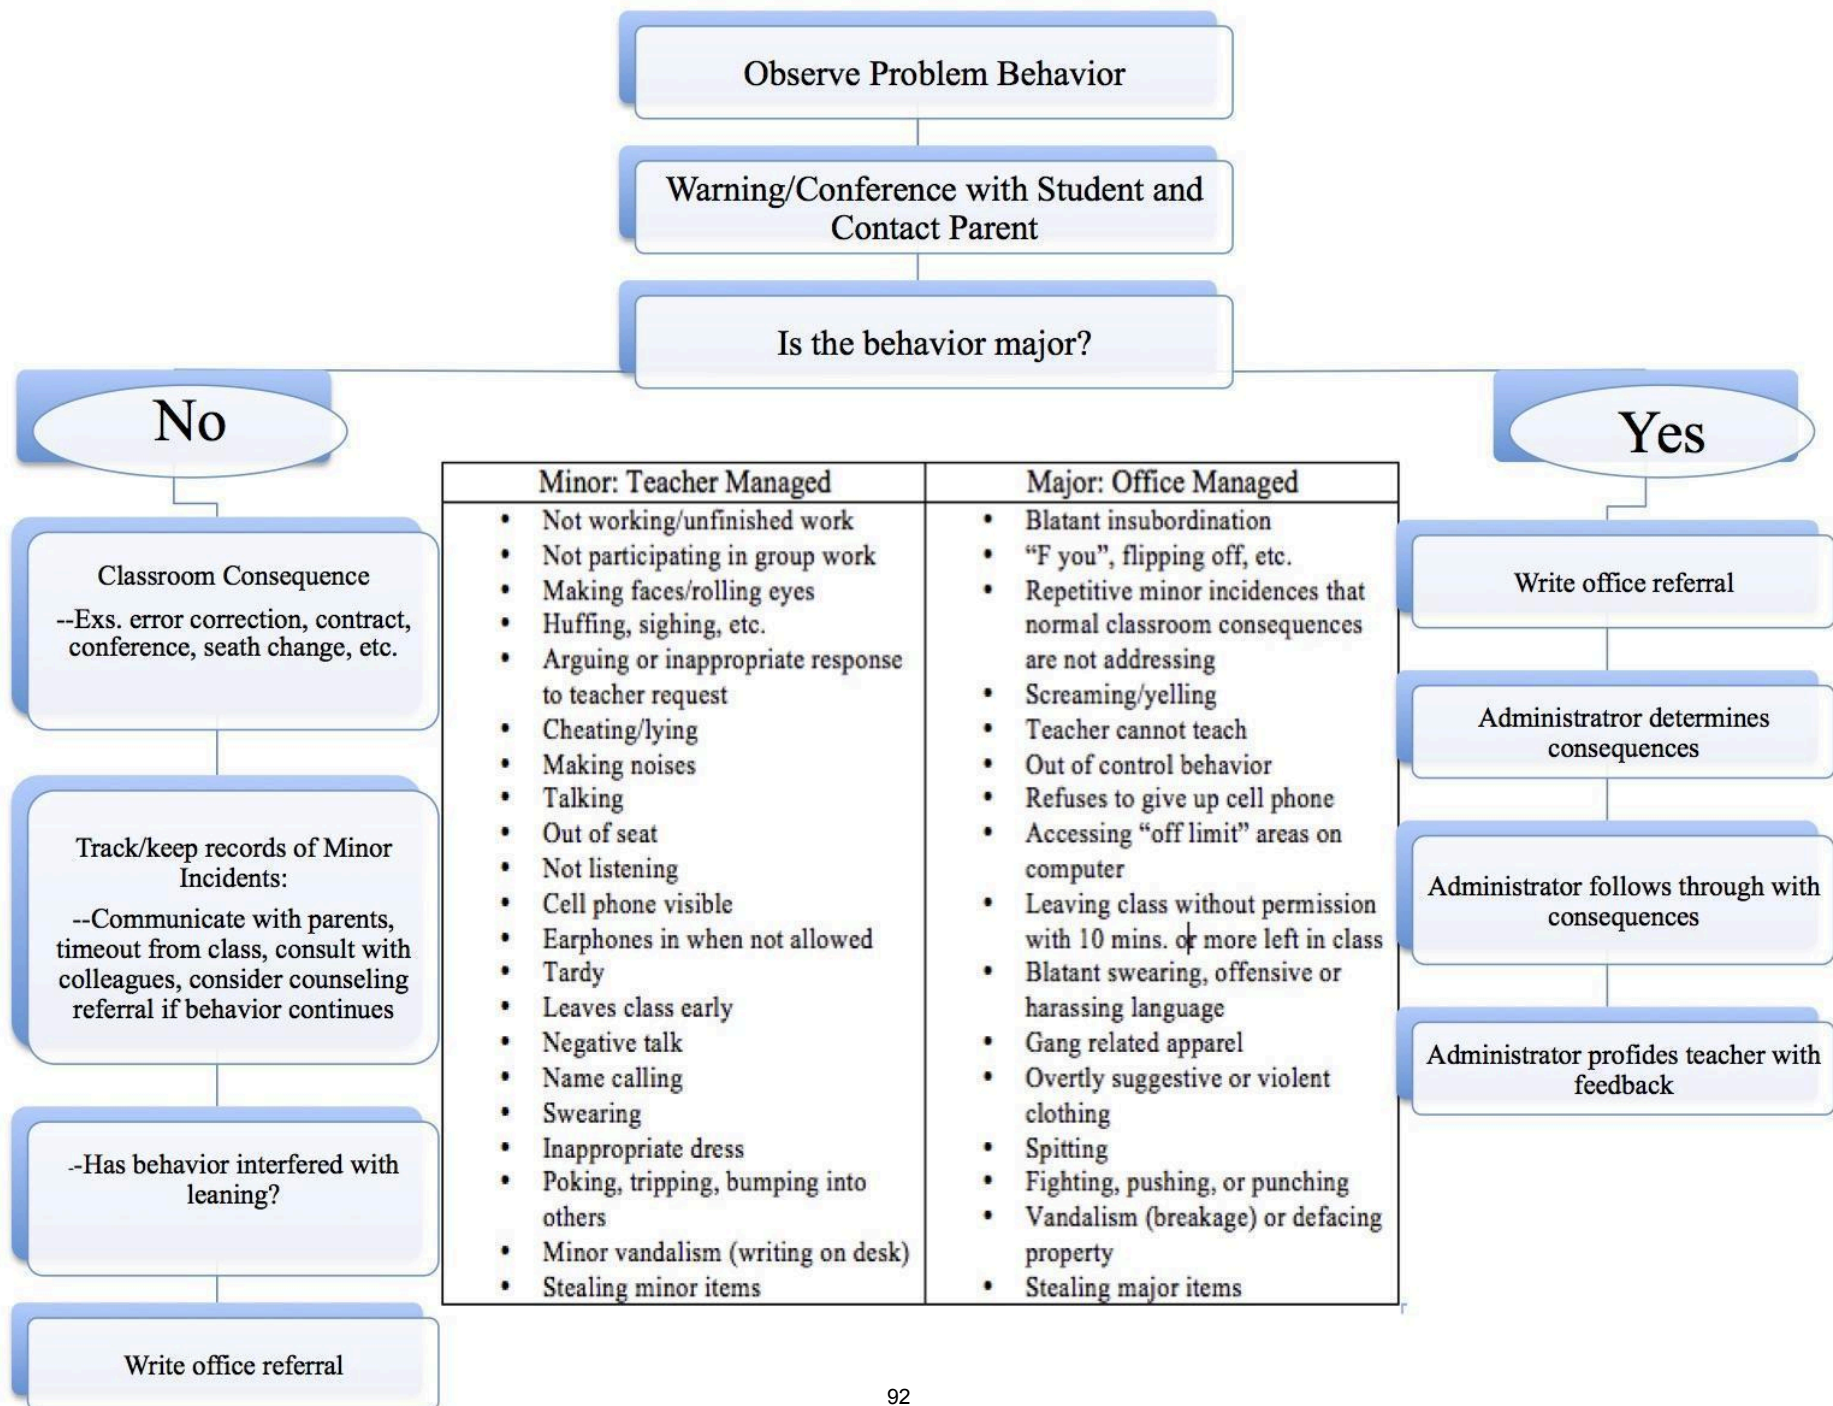 Observe Problem Behavior
Warning/Conference with Student and
Contact Parent
Is the behavior major?
No
Yes
Classroom Consequence
--Exs. error correction, contract,
conference, seath change, etc.
Track/keep records of Minor
Incidents:
--Communicate with parents,
timeout from class, consult with
colleagues, consider counseling
referral if behavior continues
--Has behavior interfered with
leaning?
Write office referral
Minor: Teacher Managed
• Not working/unfinished work
• Not participating in group work
• Making faces/rolling eyes
• Huffing, sighing, etc.
• Arguing or inappropriate response
to teacher request
• Cheating/lying
• Making noises
• Talking
• Out of seat
• Not listening
• Cell phone visible
• Earphones in when not allowed
• Tardy
• Leaves class early
• Negative talk
• Name calling
• Swearing
• Inappropriate dress
• Poking, tripping, bumping into
others
• Minor vandalism (writing on desk)
• Stealing minor items
Major: Office Managed
• Blatant insubordination
• “F you”, flipping off, etc.
• Repetitive minor incidences that
normal classroom consequences
are not addressing
• Screaming/yelling
• Teacher cannot teach
• Out of control behavior
• Refuses to give up cell phone
• Accessing “off limit” areas on
computer
• Leaving class without permission
with 10 mins. or more left in class
• Blatant swearing, offensive or
harassing language
• Gang related apparel
• Overtly suggestive or violent
clothing
• Spitting
• Fighting, pushing, or punching
• Vandalism (breakage) or defacing
property
• Stealing major items
Write office referral
Administratror determines
consequences
Administrator follows through with
consequences
Administrator profides teacher with
feedback
92